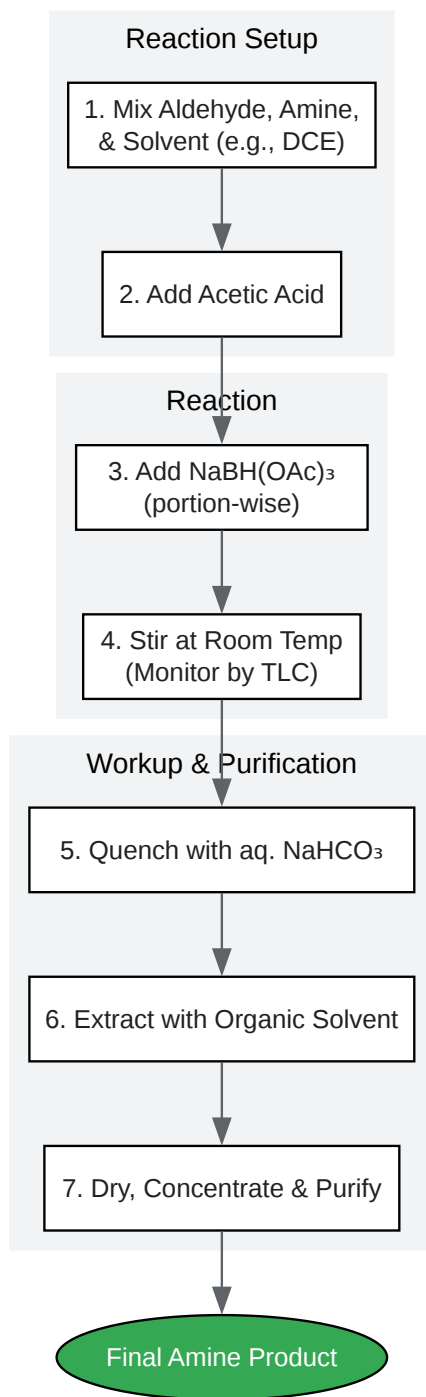 Reaction Setup
1. Mix Aldehyde, Amine,
& Solvent (e.g., DCE)
2. Add Acetic Acid
Reaction
3. Add NaBH(OAc)₃
(portion-wise)
4. Stir at Room Temp
(Monitor by TLC)
Workup & Purification
5. Quench with aq. NaHCO₃
6. Extract with Organic Solvent
7. Dry, Concentrate & Purify
Final Amine Product